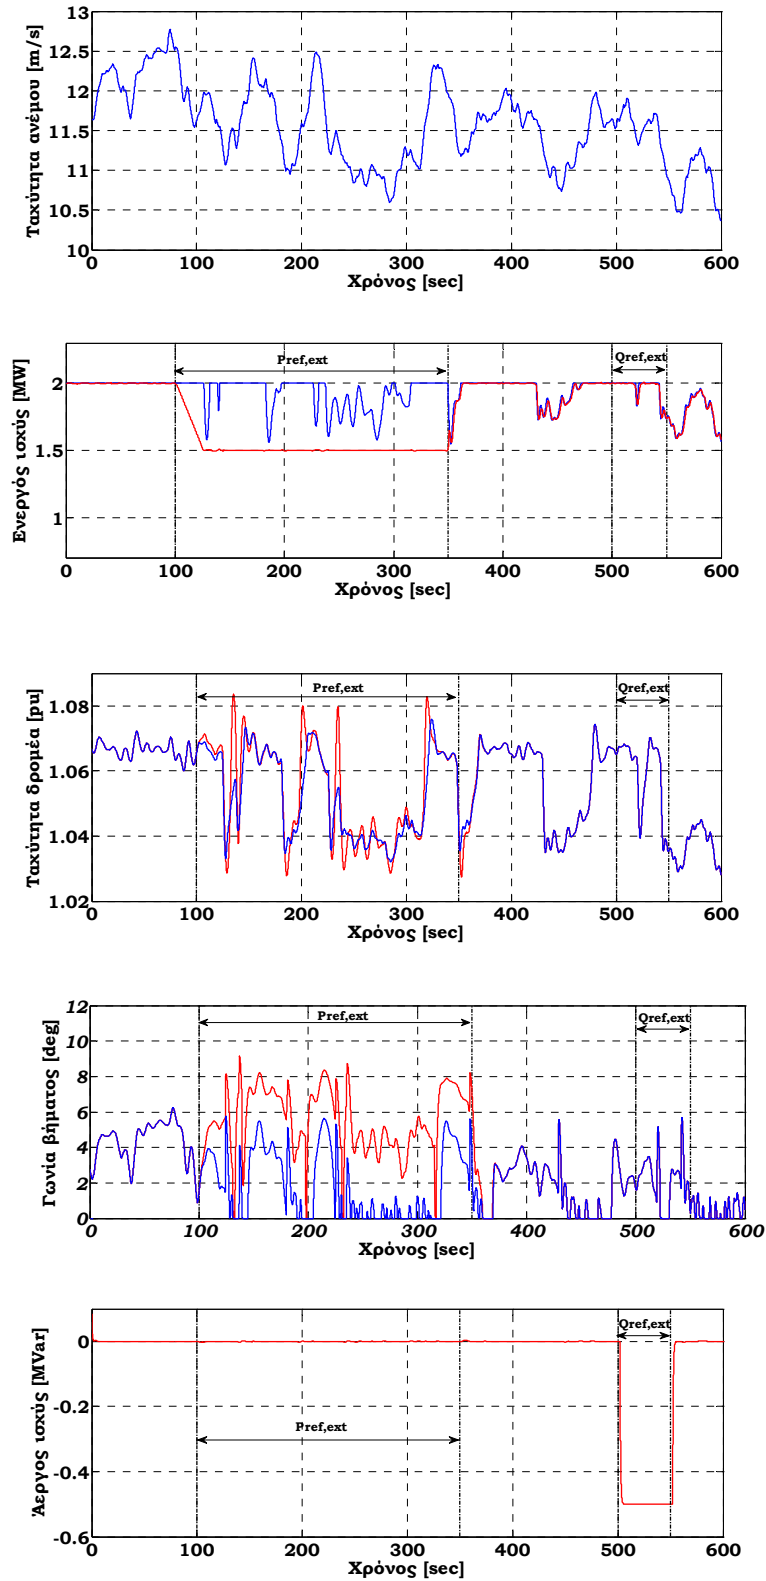 Ταχύτητα ανέμου [m/s]
13
12.5
12
11.5
11
10.5
10
0 100 200 300 400 500 600
Χρόνος [sec]
Ενεργός ισχύς [MW]
Pref,ext
Qref,ext
2
1.5
1
0 100 200 300 400 500 600
Χρόνος [sec]
Ταχύτητα δρομέα [pu]
Pref,ext
Qref,ext
1.08
1.06
1.04
1.02
0 100 200 300 400 500 600
Χρόνος [sec]
Γωνία βήματος [deg]
Pref,ext
Qref,ext
12
10
8
6
4
2
0
0 100 200 300 400 500 600
Χρόνος [sec]
Άεργος ισχύς [MVar]
Qref,ext
Pref,ext
0
-0.2
-0.4
-0.6
0 100 200 300 400 500 600
Χρόνος [sec]